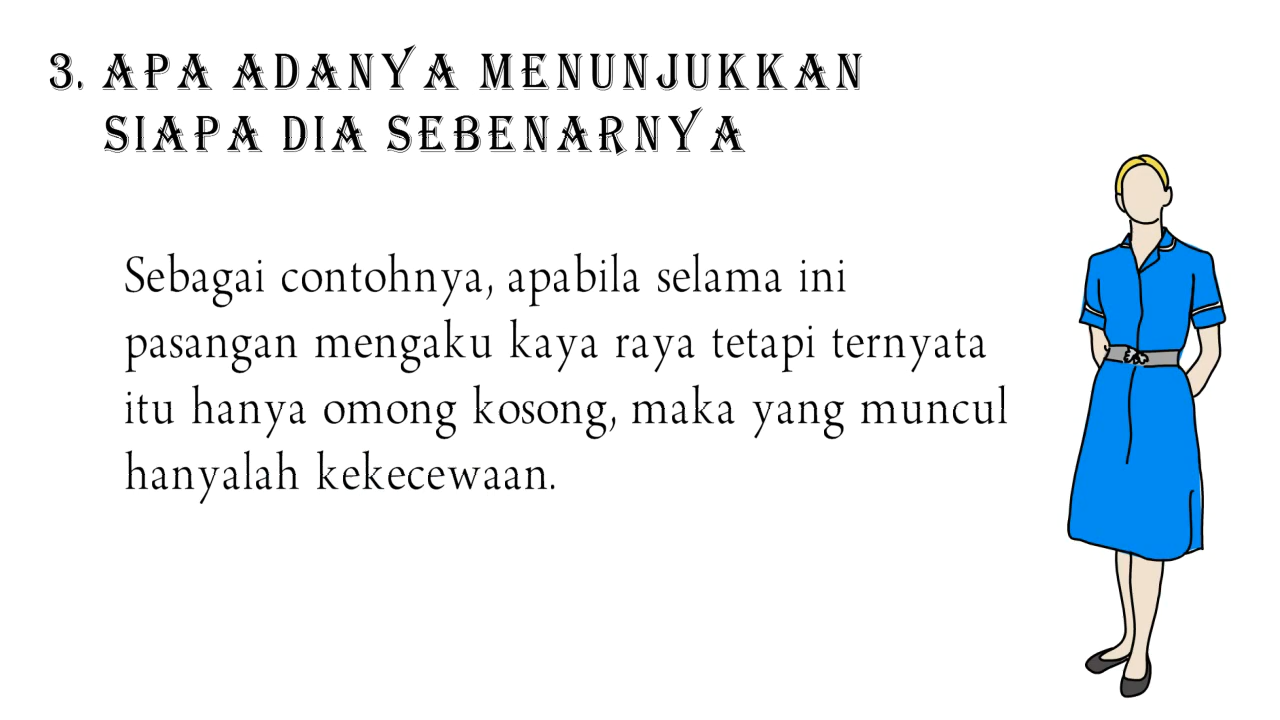 3. APA ADANYA MENUNJUKKAN
SIAPA DIA SEBENARNYA
Sebagai contohnya, apabila selama ini
pasangan mengaku kaya raya tetapi ternyata
itu hanya omong kosong, maka yang muncul
hanyalah kekecewaan.